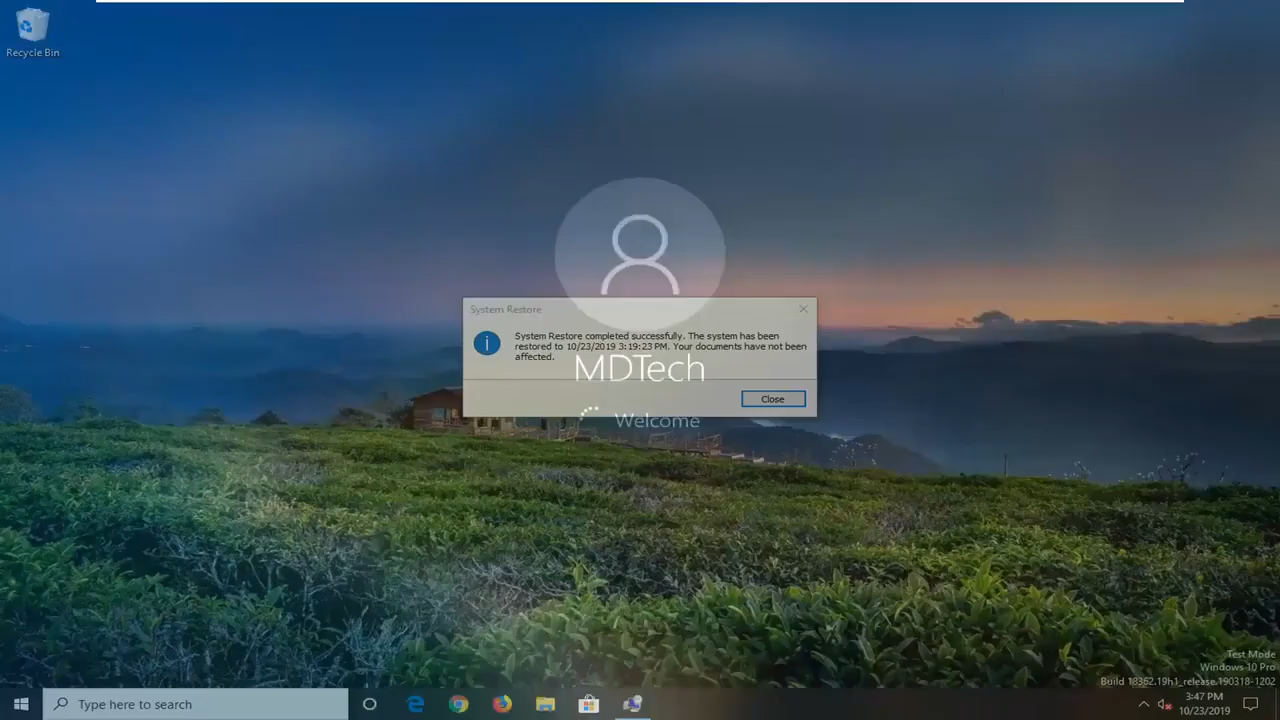 Recycle Bin
System Restore
System Restore completed successfully. The system has been
restored to 10/23/2019 3:19:23 PM. Your documents have not been
affected.
MDTech
Close
Welcome
Test Mode
Windows 10 Pro
Build 18362.19h1_release.190318-1202
Type here to search
3:47 PM
10/23/2019